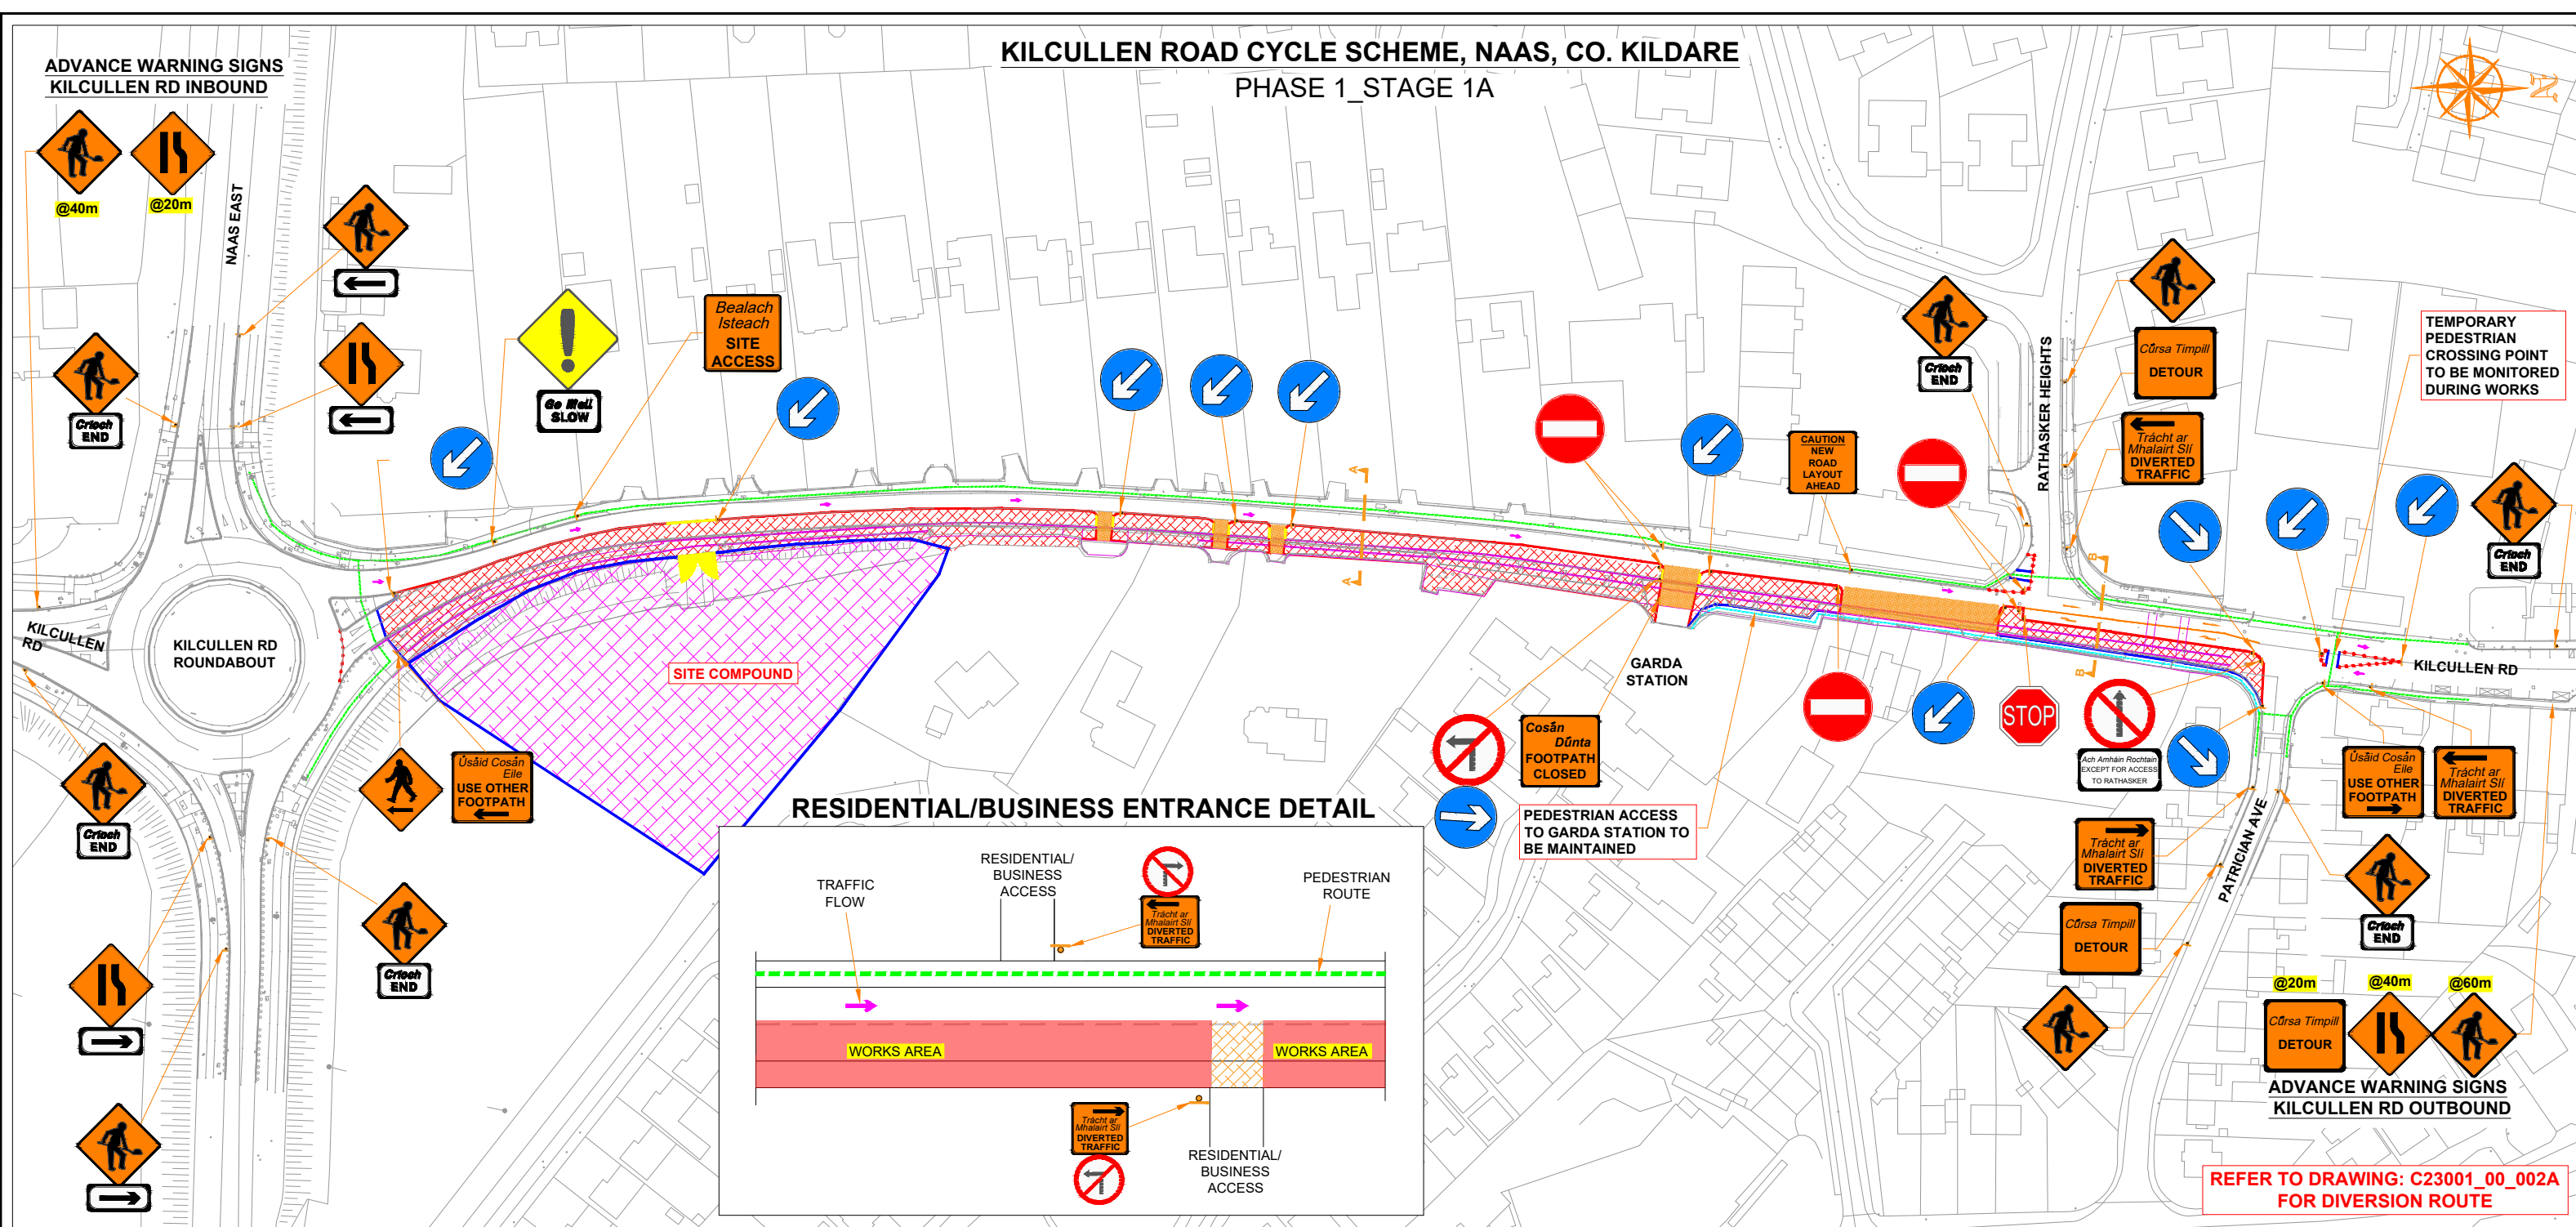 KILCULLEN ROAD CYCLE SCHEME, NAAS, CO. KILDARE
PHASE 1_STAGE 1A
ADVANCE WARNING SIGNS
KILCULLEN RD INBOUND
@40m
@20m
NAAS EAST
Críoch
END
Go Mall
SLOW
Bealach
Isteach
SITE
ACCESS
A
A
CAUTION
NEW
ROAD
LAYOUT
AHEAD
Críoch
END
RATHASKER HEIGHTS
Cúrsa Timpill
DETOUR
Trácht ar
Mhalairt Slí
DIVERTED
TRAFFIC
TEMPORARY
PEDESTRIAN
CROSSING POINT
TO BE MONITORED
DURING WORKS
Críoch
END
N
B
B
KILCULLEN
RD
KILCULLEN RD
ROUNDABOUT
SITE COMPOUND
GARDA
STATION
KILCULLEN RD
STOP
Ach Amháin Rochtain
EXCEPT FOR ACCESS
TO RATHASKER
Críoch
END
Úsáid Cosán
Eile
USE OTHER
FOOTPATH
Críoch
END
Cosán
Dúnta
FOOTPATH
CLOSED
PEDESTRIAN ACCESS
TO GARDA STATION TO
BE MAINTAINED
Trácht ar
Mhalairt Slí
DIVERTED
TRAFFIC
Cúrsa Timpill
DETOUR
PATRICIAN AVE
Úsáid Cosán
Eile
USE OTHER
FOOTPATH
Trácht ar
Mhalairt Slí
DIVERTED
TRAFFIC
Críoch
END
@20m
@40m
@60m
Cúrsa Timpill
DETOUR
ADVANCE WARNING SIGNS
KILCULLEN RD OUTBOUND
RESIDENTIAL/BUSINESS ENTRANCE DETAIL
TRAFFIC
FLOW
RESIDENTIAL/
BUSINESS
ACCESS
Trácht ar
Mhalairt Slí
DIVERTED
TRAFFIC
PEDESTRIAN
ROUTE
WORKS AREA
WORKS AREA
Trácht ar
Mhalairt Slí
DIVERTED
TRAFFIC
RESIDENTIAL/
BUSINESS
ACCESS
REFER TO DRAWING: C23001_00_002A
FOR DIVERSION ROUTE